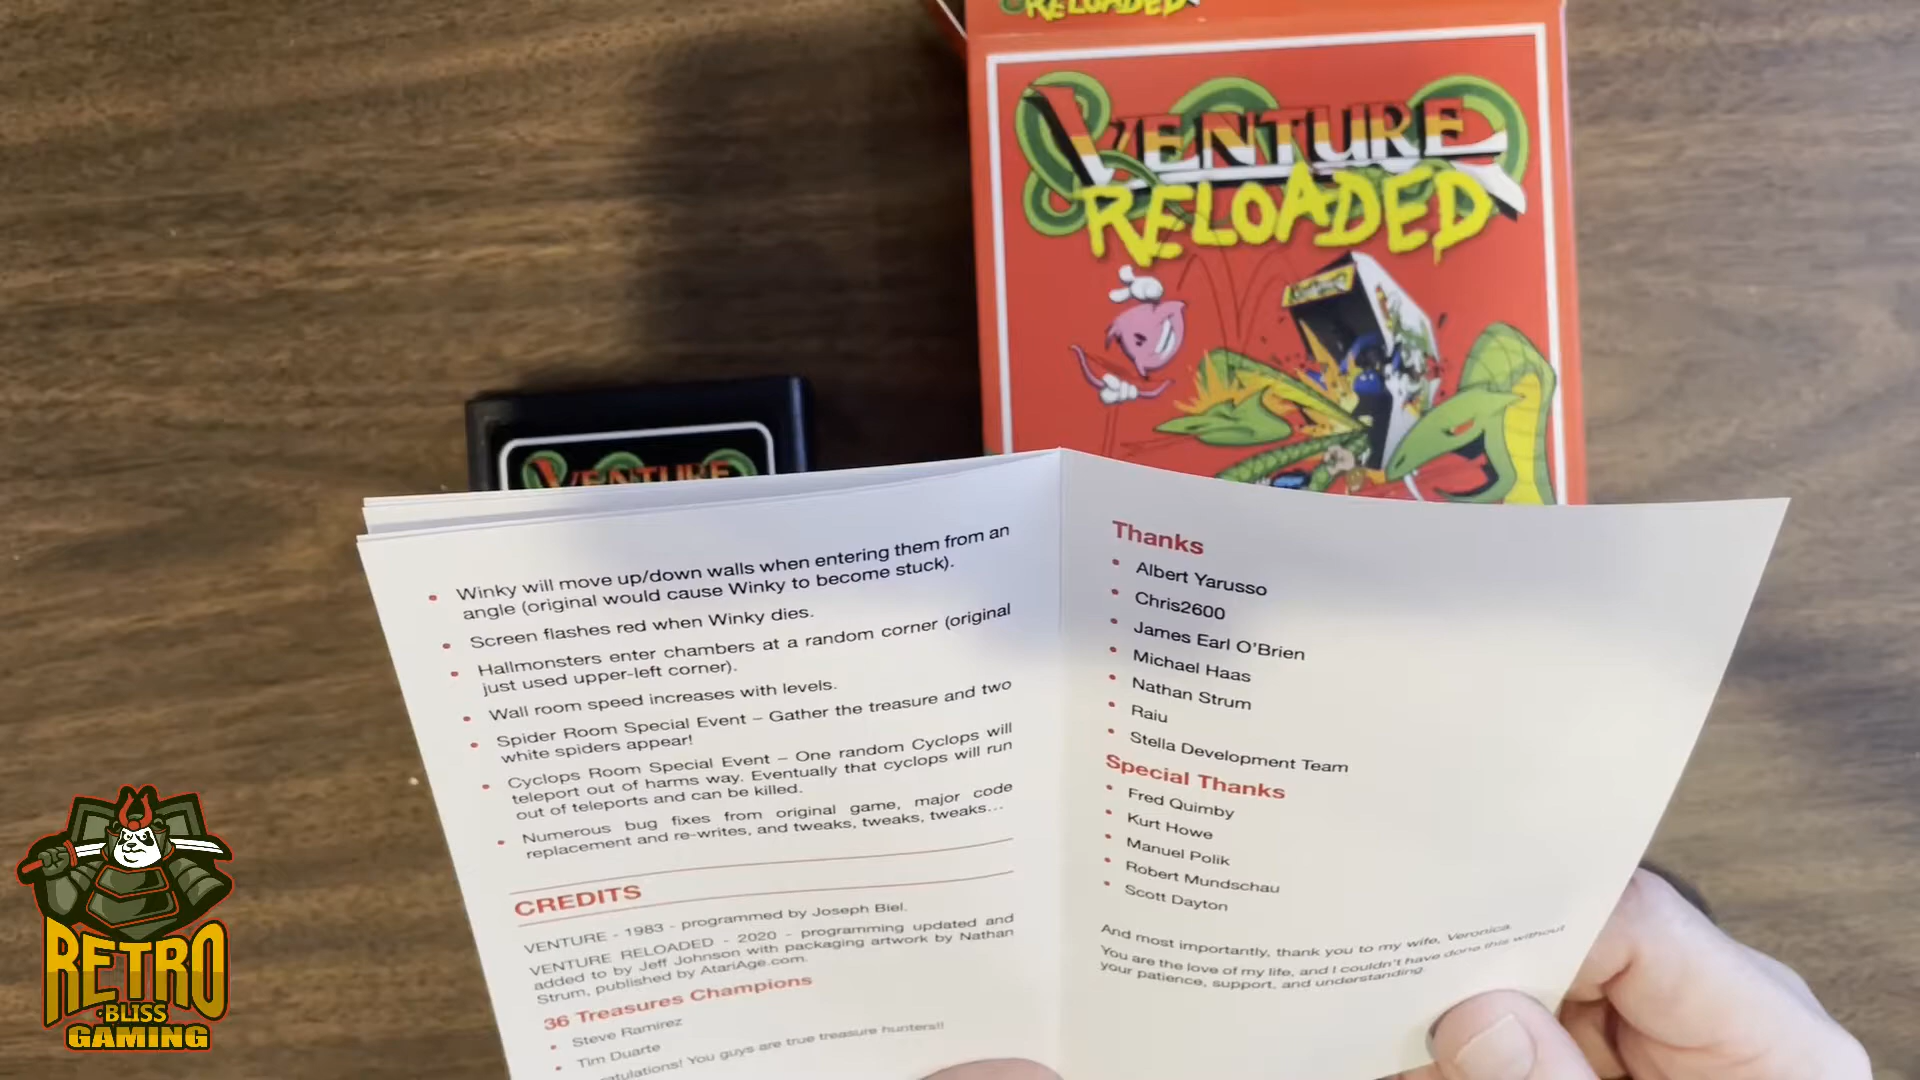 RELOADED
VENTURE
RELOADED
VENTURE
• Winky will move up/down walls when entering them from an
angle (original would cause Winky to become stuck).
• Screen flashes red when Winky dies.
• Hallmonsters enter chambers at a random corner (original
just used upper-left corner).
• Wall room speed increases with levels.
• Spider Room Special Event – Gather the treasure and two
white spiders appear!
• Cyclops Room Special Event – One random Cyclops will
teleport out of harms way. Eventually that cyclops will run
out of teleports and can be killed.
• Numerous bug fixes from original game, major code
replacement and re-writes, and tweaks, tweaks, tweaks…
CREDITS
VENTURE - 1983 - programmed by Joseph Biel.
VENTURE RELOADED - 2020 - programming updated and
added to by Jeff Johnson with packaging artwork by Nathan
Strum, published by AtariAge.com.
36 Treasures Champions
• Steve Ramirez
• Tim Duarte
You guys are true treasure hunters!!
Thanks
• Albert Yarusso
• Chris2600
• James Earl O'Brien
• Michael Haas
• Nathan Strum
• Raiu
• Stella Development Team
Special Thanks
• Fred Quimby
• Kurt Howe
• Manuel Polik
• Robert Mundschau
• Scott Dayton
And most importantly, thank you to my wife, Veronica.
You are the love of my life, and I couldn't have done this without
your patience, support, and understanding.
RETRO
BLISS
GAMING